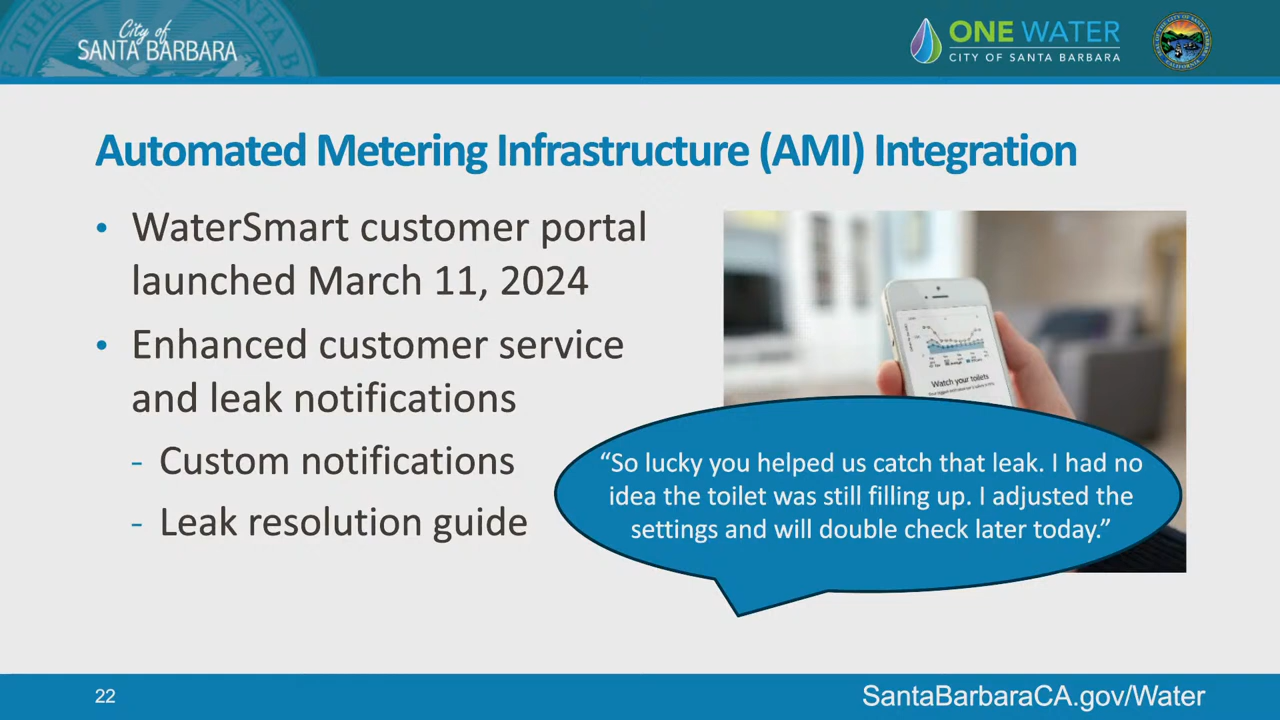 City of
SANTA BARBARA
ONE WATER
CITY OF SANTA BARBARA
Automated Metering Infrastructure (AMI) Integration
• WaterSmart customer portal
launched March 11, 2024
• Enhanced customer service
and leak notifications
- Custom notifications
- Leak resolution guide
Watch your toilets
“So lucky you helped us catch that leak. I had no
idea the toilet was still filling up. I adjusted the
settings and will double check later today.”
22
SantaBarbaraCA.gov/Water